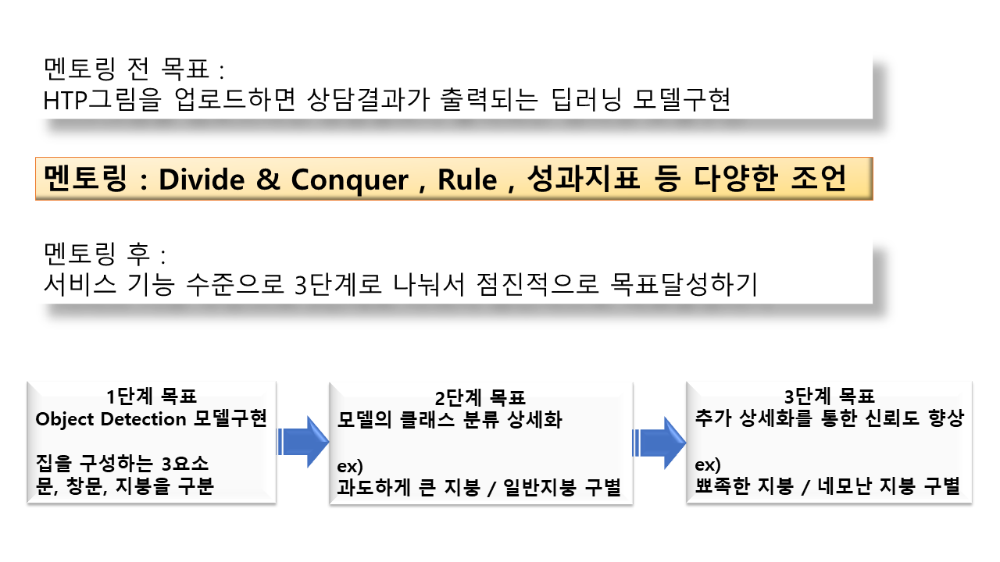 멘토링 전 목표 :
HTP그림을 업로드하면 상담결과가 출력되는 딥러닝 모델구현
멘토링 : Divide & Conquer , Rule , 성과지표 등 다양한 조언
멘토링 후 :
서비스 기능 수준으로 3단계로 나눠서 점진적으로 목표달성하기
1단계 목표
Object Detection 모델구현
집을 구성하는 3요소
문, 창문, 지붕을 구분
2단계 목표
모델의 클래스 분류 상세화
ex)
과도하게 큰 지붕 / 일반지붕 구별
3단계 목표
추가 상세화를 통한 신뢰도 향상
ex)
뾰족한 지붕 / 네모난 지붕 구별